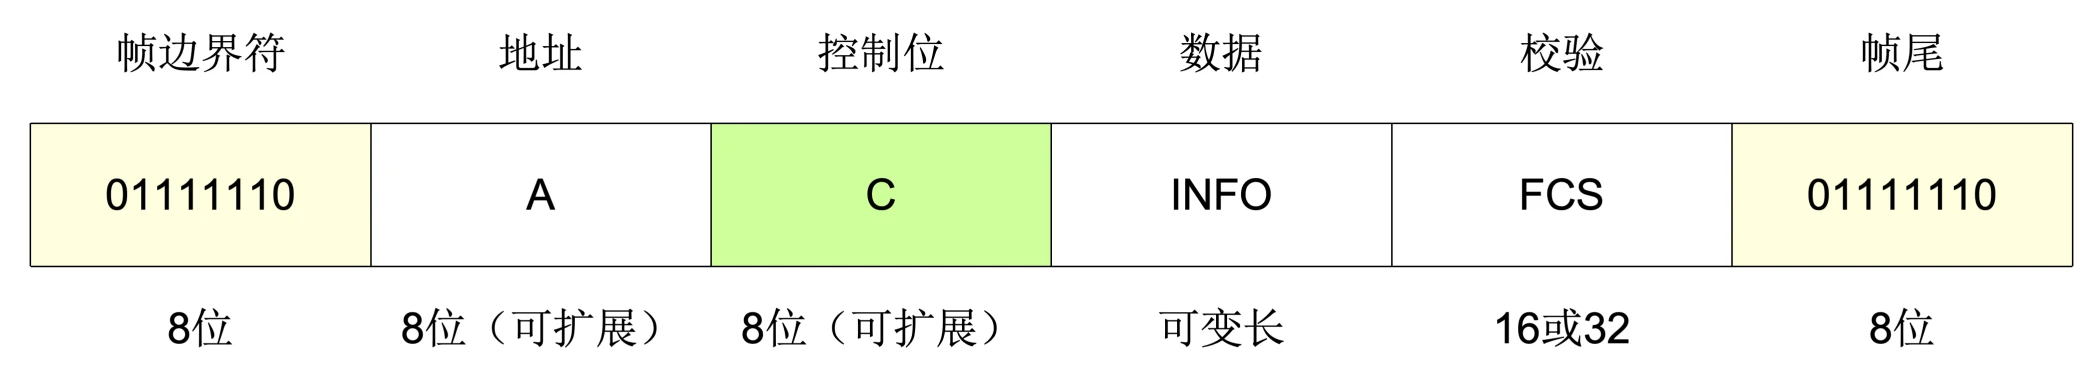 帧边界符 地址 控制位 数据 校验 帧尾
01111110 A C INFO FCS 01111110
8位 8位（可扩展） 8位（可扩展） 可变长 16或32 8位